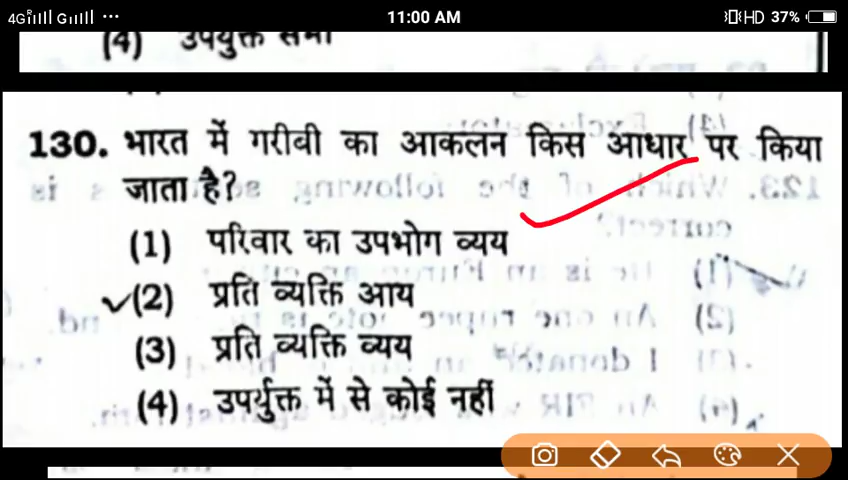 4G G ... 11:00 AM HD 37%
(4) उपर्युक्त सभी
130. भारत में गरीबी का आकलन किस आधार पर किया
जाता है?
(1) परिवार का उपभोग व्यय
(2) प्रति व्यक्ति आय
(3) प्रति व्यक्ति व्यय
(4) उपर्युक्त में से कोई नहीं